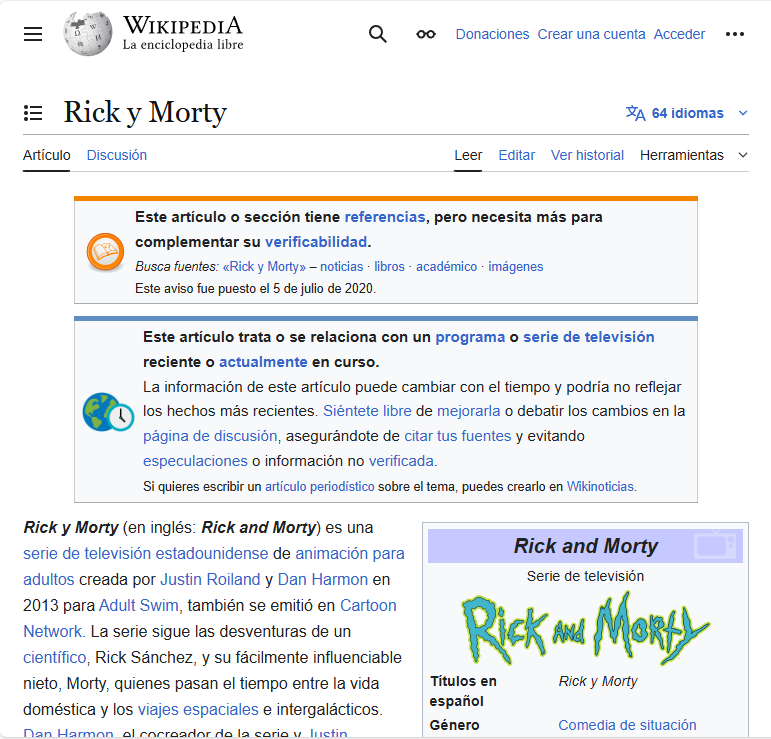 WIKIPEDIA
La enciclopedia libre
Donaciones Crear una cuenta Acceder
Rick y Morty
64 idiomas
Artículo Discusión Leer Editar Ver historial Herramientas
Este artículo o sección tiene referencias, pero necesita más para
complementar su verificabilidad.
Busca fuentes: «Rick y Morty» – noticias · libros · académico · imágenes
Este aviso fue puesto el 5 de julio de 2020.
Este artículo trata o se relaciona con un programa o serie de televisión
reciente o actualmente en curso.
La información de este artículo puede cambiar con el tiempo y podría no reflejar
los hechos más recientes. Siéntete libre de mejorarla o debatir los cambios en la
página de discusión, asegurándote de citar tus fuentes y evitando
especulaciones o información no verificada.
Si quieres escribir un artículo periodístico sobre el tema, puedes crearlo en Wikinoticias.
Rick y Morty (en inglés: Rick and Morty) es una
serie de televisión estadounidense de animación para
adultos creada por Justin Roiland y Dan Harmon en
2013 para Adult Swim, también se emitió en Cartoon
Network. La serie sigue las desventuras de un
científico, Rick Sánchez, y su fácilmente influenciable
nieto, Morty, quienes pasan el tiempo entre la vida
doméstica y los viajes espaciales e intergalácticos.
Dan Harmon, el cocreador de la serie y Justin
Rick and Morty
Serie de televisión
Rick and Morty
Títulos en español Rick y Morty
Género Comedia de situación